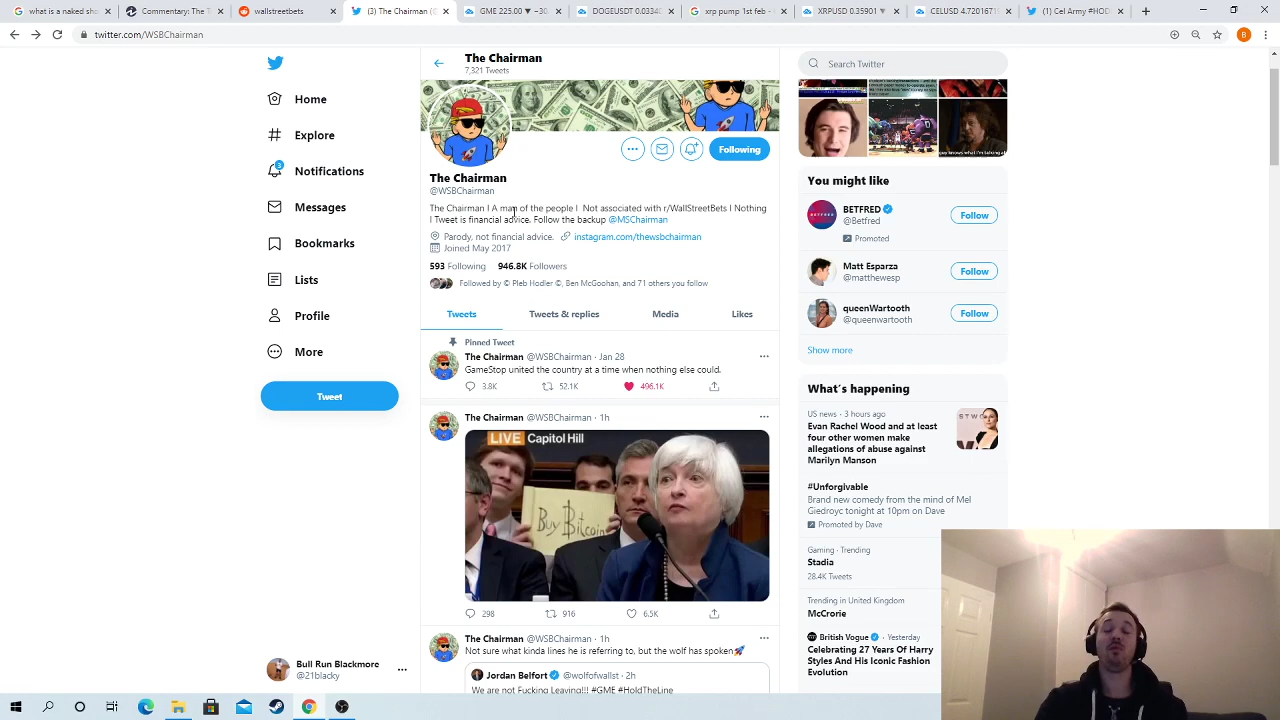 what is a naked sho
Commentary: The T
wallstreetbets
(3) The Chairman (
GME 225.00 ▼ −30
DOGEUSDT 0.0334
xrp pump 1st feb -
XRPUSD 0.35901 ▼
CELUSD 4.7201671
(1) Cel Army #HOD
twitter.com/WSBChairman
B
Home
Explore
3
Notifications
Messages
Bookmarks
Lists
Profile
More
Tweet
Bull Run Blackmore
@21blacky
The Chairman
7,321 Tweets
Following
The Chairman
@WSBChairman
The Chairman I A man of the people I Not associated with r/WallStreetBets I Nothing
I Tweet is financial advice. Follow the backup @MSChairman
Parody, not financial advice. instagram.com/thewsbchairman
Joined May 2017
593 Following 946.8K Followers
Followed by © Pleb Hodler ©, Ben McGoohan, and 71 others you follow
Tweets Tweets & replies Media Likes
Pinned Tweet
The Chairman @WSBChairman · Jan 28
GameStop united the country at a time when nothing else could.
3.8K 52.1K 496.1K
The Chairman @WSBChairman · 1h
LIVE Capitol Hill
Buy Bitcoin
298 916 6.5K
The Chairman @WSBChairman · 1h
Not sure what kinda lines he is referring to, but the wolf has spoken🚀
Jordan Belfort @wolfofwallst · 2h
We are not Fucking Leaving!!! #GME #HoldTheLine
Search Twitter
You might like
BETFRED
@Betfred
Follow
Promoted
Matt Esparza
@matthewesp
Follow
queenWartooth
@queenwartooth
Follow
Show more
What's happening
US news · 3 hours ago
Evan Rachel Wood and at least
four other women make
allegations of abuse against
Marilyn Manson
#Unforgivable
Brand new comedy from the mind of Mel
Giedroyc tonight at 10pm on Dave
Promoted by Dave
Gaming · Trending
Stadia
28.4K Tweets
Trending in United Kingdom
McCrorie
British Vogue · Yesterday
Celebrating 27 Years Of Harry
Styles And His Iconic Fashion
Evolution